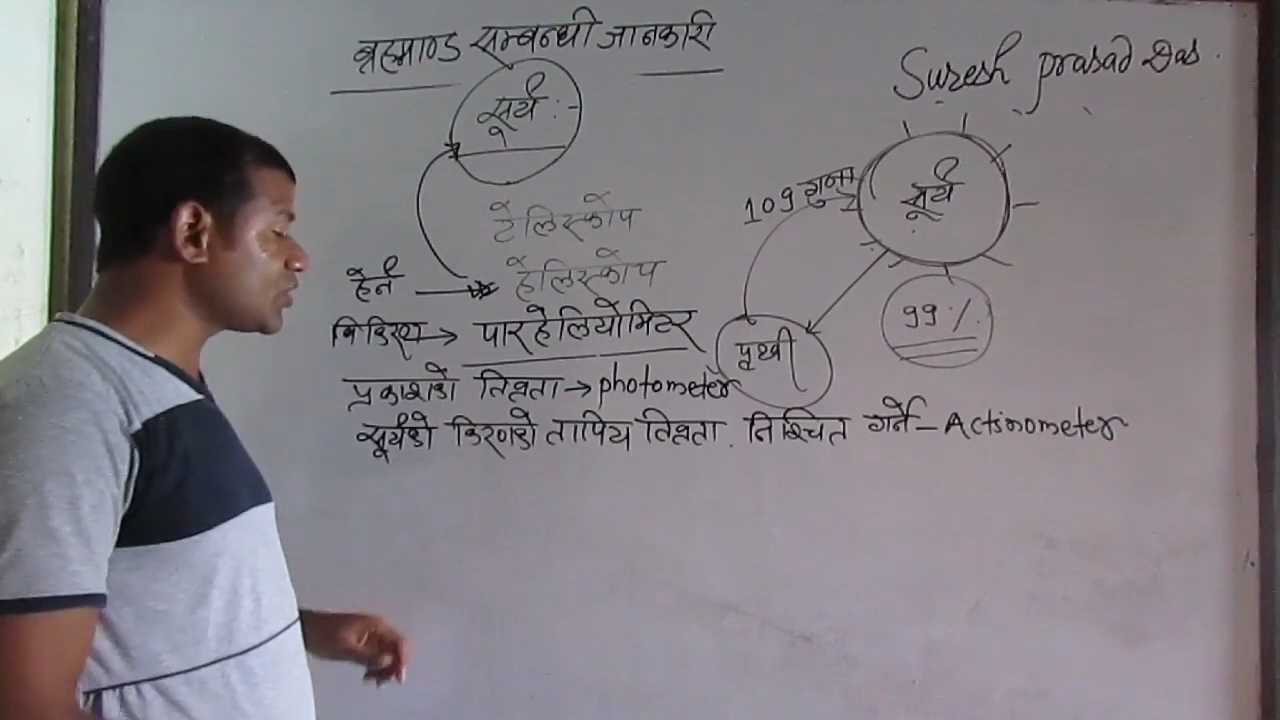 ब्रह्माण्ड सम्बन्धी जानकारी
Suresh prasad Das.
सूर्य :-
टेलिस्कोप
हेर्न → हेलिस्कोप
विकिरण → पारहेलियोमिटर
प्रकाशको तिव्रता → photometer
सूर्यको किरणको तापिय तिव्रता निश्चित गर्ने - Actinometer
109 गुना
सूर्य
पृथ्वी
99%